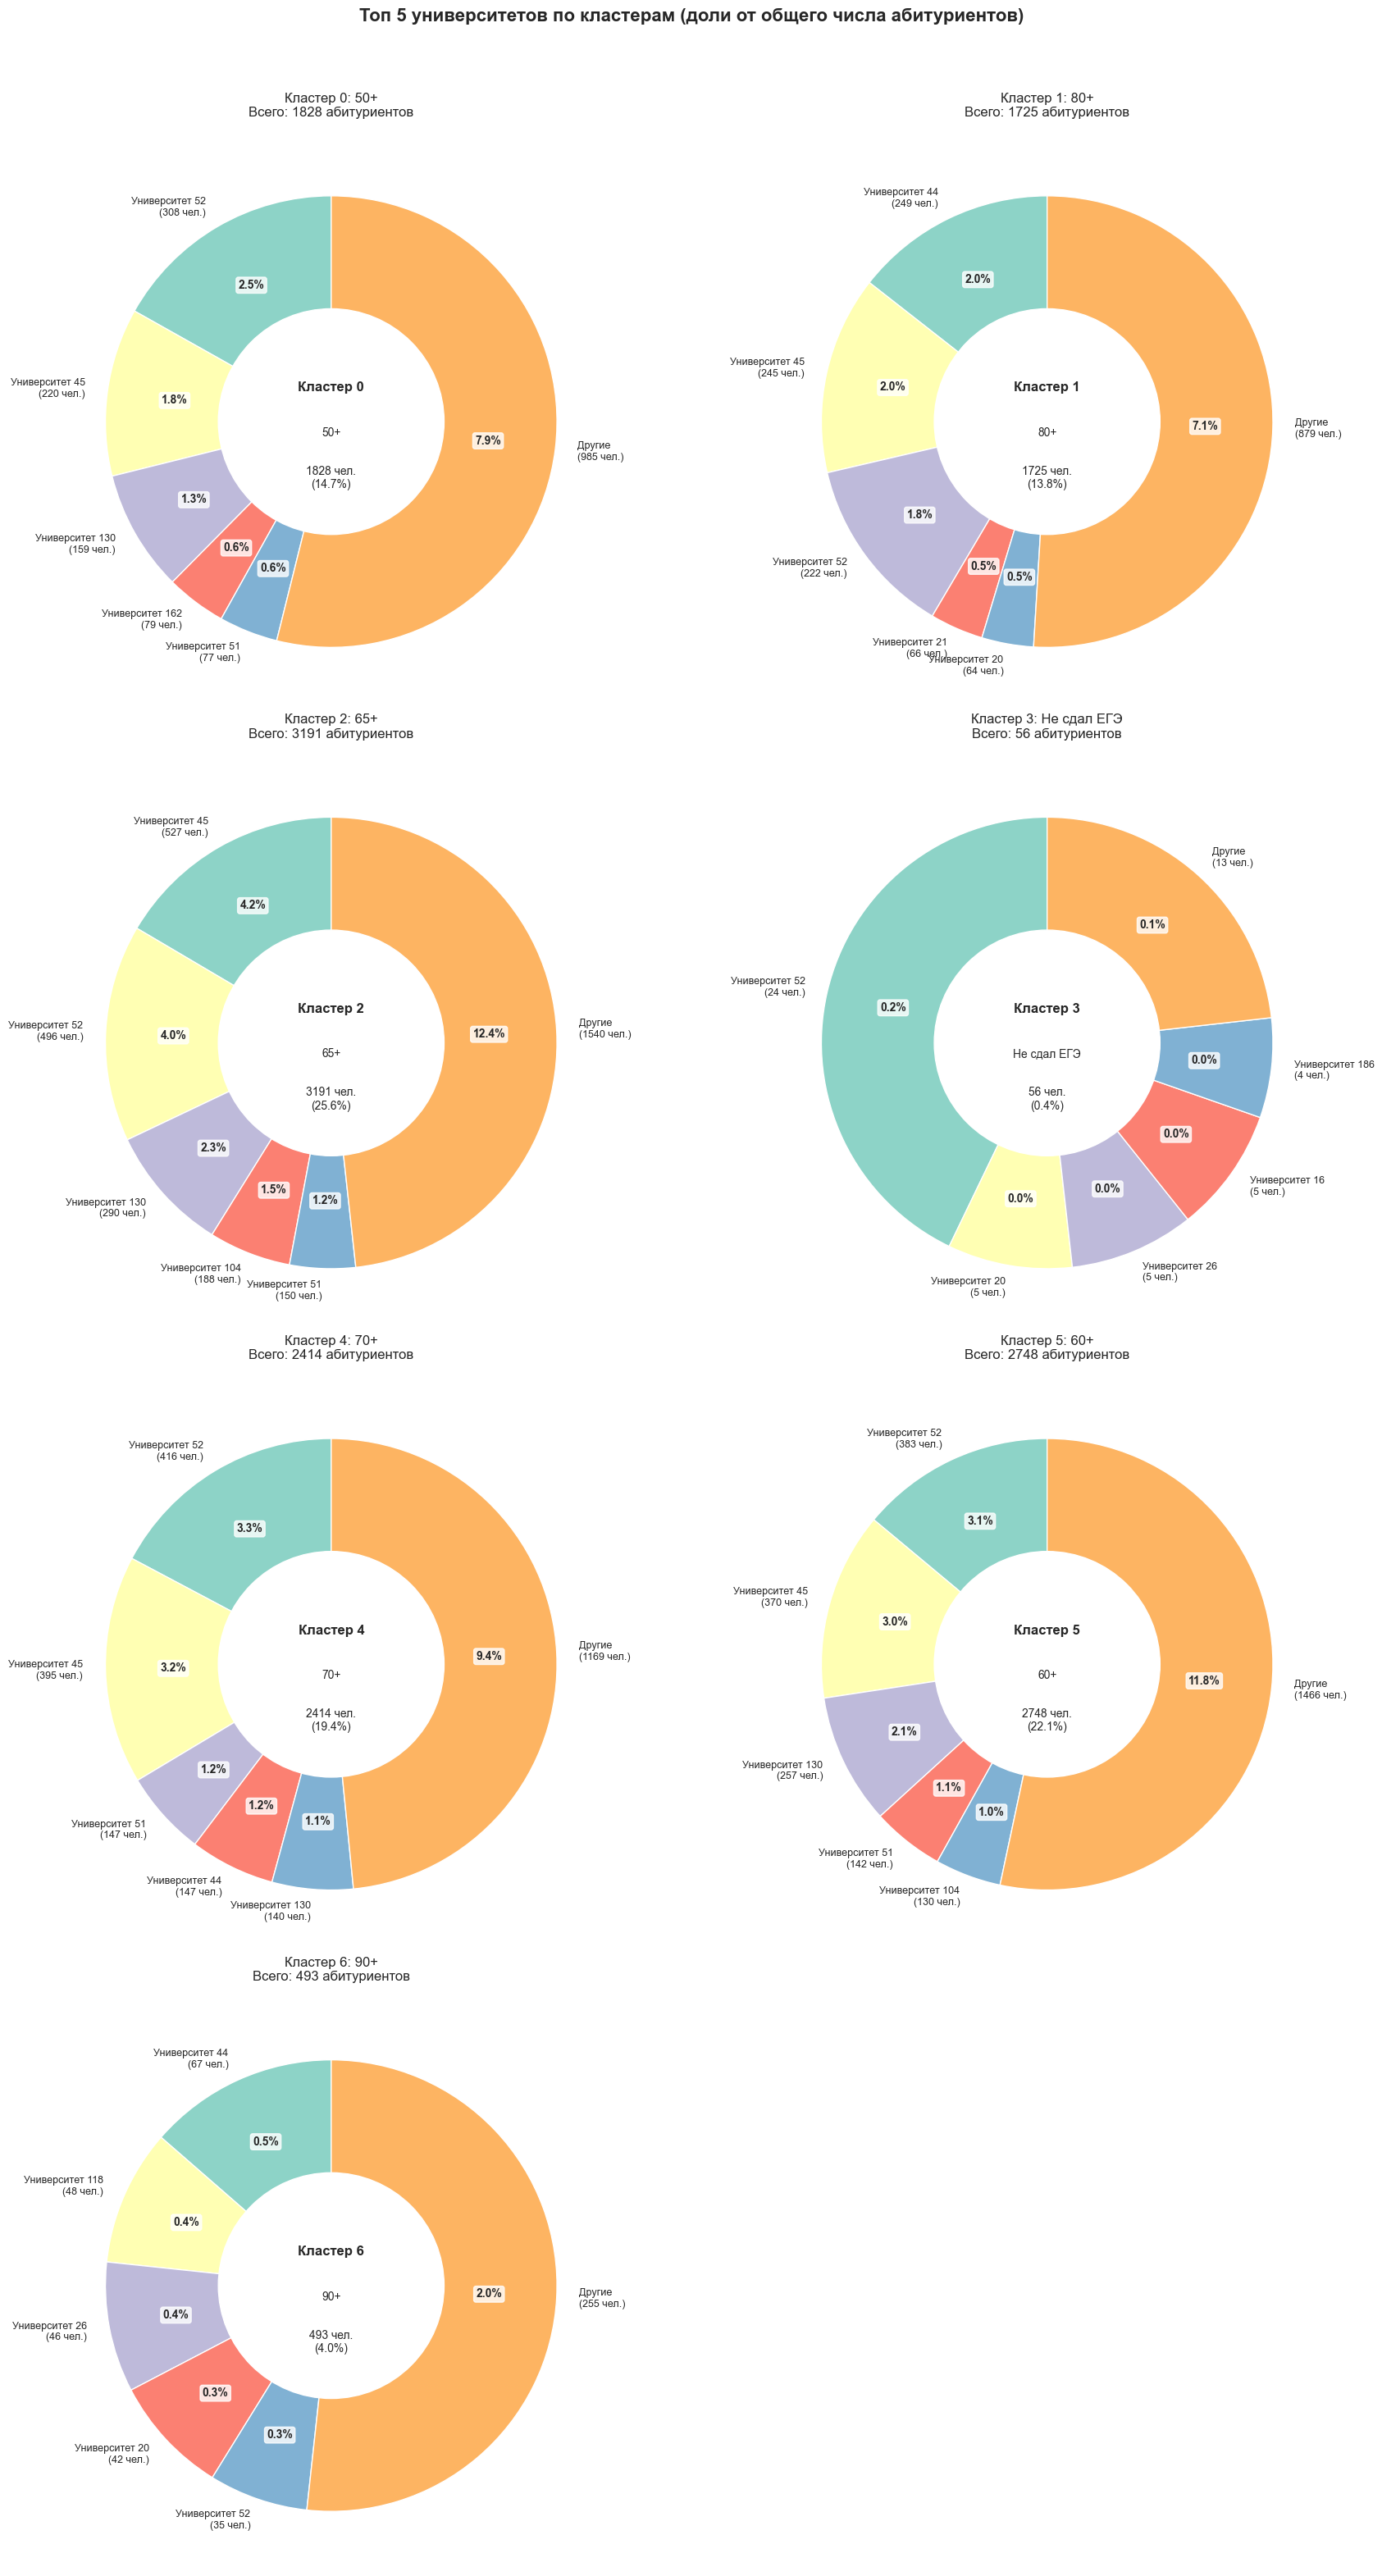 Топ 5 университетов по кластерам (доли от общего числа абитуриентов)
Кластер 0: 50+
Всего: 1828 абитуриентов
Университет 52
(308 чел.)
2.5%
Университет 45
(220 чел.)
1.8%
Университет 130
(159 чел.)
1.3%
Университет 162
(79 чел.)
0.6%
Университет 51
(77 чел.)
0.6%
Другие
(985 чел.)
7.9%
Кластер 0
50+
1828 чел.
(14.7%)
Кластер 1: 80+
Всего: 1725 абитуриентов
Университет 44
(249 чел.)
2.0%
Университет 45
(245 чел.)
2.0%
Университет 52
(222 чел.)
1.8%
Университет 21
(66 чел.)
0.5%
Университет 20
(64 чел.)
0.5%
Другие
(879 чел.)
7.1%
Кластер 1
80+
1725 чел.
(13.8%)
Кластер 2: 65+
Всего: 3191 абитуриентов
Университет 45
(527 чел.)
4.2%
Университет 52
(496 чел.)
4.0%
Университет 130
(290 чел.)
2.3%
Университет 104
(188 чел.)
1.5%
Университет 51
(150 чел.)
1.2%
Другие
(1540 чел.)
12.4%
Кластер 2
65+
3191 чел.
(25.6%)
Кластер 3: Не сдал ЕГЭ
Всего: 56 абитуриентов
Университет 52
(24 чел.)
0.2%
Университет 20
(5 чел.)
0.0%
Университет 26
(5 чел.)
0.0%
Университет 16
(5 чел.)
0.0%
Университет 186
(4 чел.)
0.0%
Другие
(13 чел.)
0.1%
Кластер 3
Не сдал ЕГЭ
56 чел.
(0.4%)
Кластер 4: 70+
Всего: 2414 абитуриентов
Университет 52
(416 чел.)
3.3%
Университет 45
(395 чел.)
3.2%
Университет 51
(147 чел.)
1.2%
Университет 44
(147 чел.)
1.2%
Университет 130
(140 чел.)
1.1%
Другие
(1169 чел.)
9.4%
Кластер 4
70+
2414 чел.
(19.4%)
Кластер 5: 60+
Всего: 2748 абитуриентов
Университет 52
(383 чел.)
3.1%
Университет 45
(370 чел.)
3.0%
Университет 130
(257 чел.)
2.1%
Университет 51
(142 чел.)
1.1%
Университет 104
(130 чел.)
1.0%
Другие
(1466 чел.)
11.8%
Кластер 5
60+
2748 чел.
(22.1%)
Кластер 6: 90+
Всего: 493 абитуриентов
Университет 44
(67 чел.)
0.5%
Университет 118
(48 чел.)
0.4%
Университет 26
(46 чел.)
0.4%
Университет 20
(42 чел.)
0.3%
Университет 52
(35 чел.)
0.3%
Другие
(255 чел.)
2.0%
Кластер 6
90+
493 чел.
(4.0%)